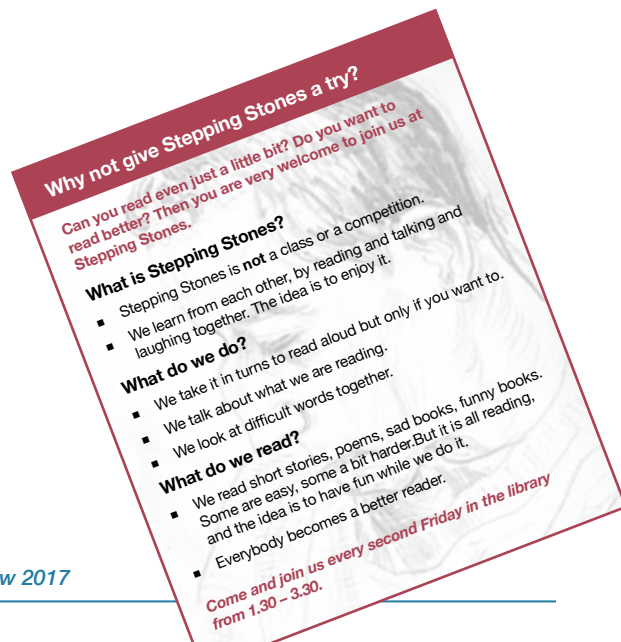 Why not give Stepping Stones a try?
Can you read even just a little bit? Do you want to
read better? Then you are very welcome to join us at
Stepping Stones.
What is Stepping Stones?
▪ Stepping Stones is not a class or a competition.
▪ We learn from each other, by reading and talking and
laughing together. The idea is to enjoy it.
What do we do?
▪ We take it in turns to read aloud but only if you want to.
▪ We talk about what we are reading.
▪ We look at difficult words together.
What do we read?
▪ We read short stories, poems, sad books, funny books.
Some are easy, some a bit harder.But it is all reading,
and the idea is to have fun while we do it.
▪ Everybody becomes a better reader.
Come and join us every second Friday in the library
from 1.30 – 3.30.
w 2017